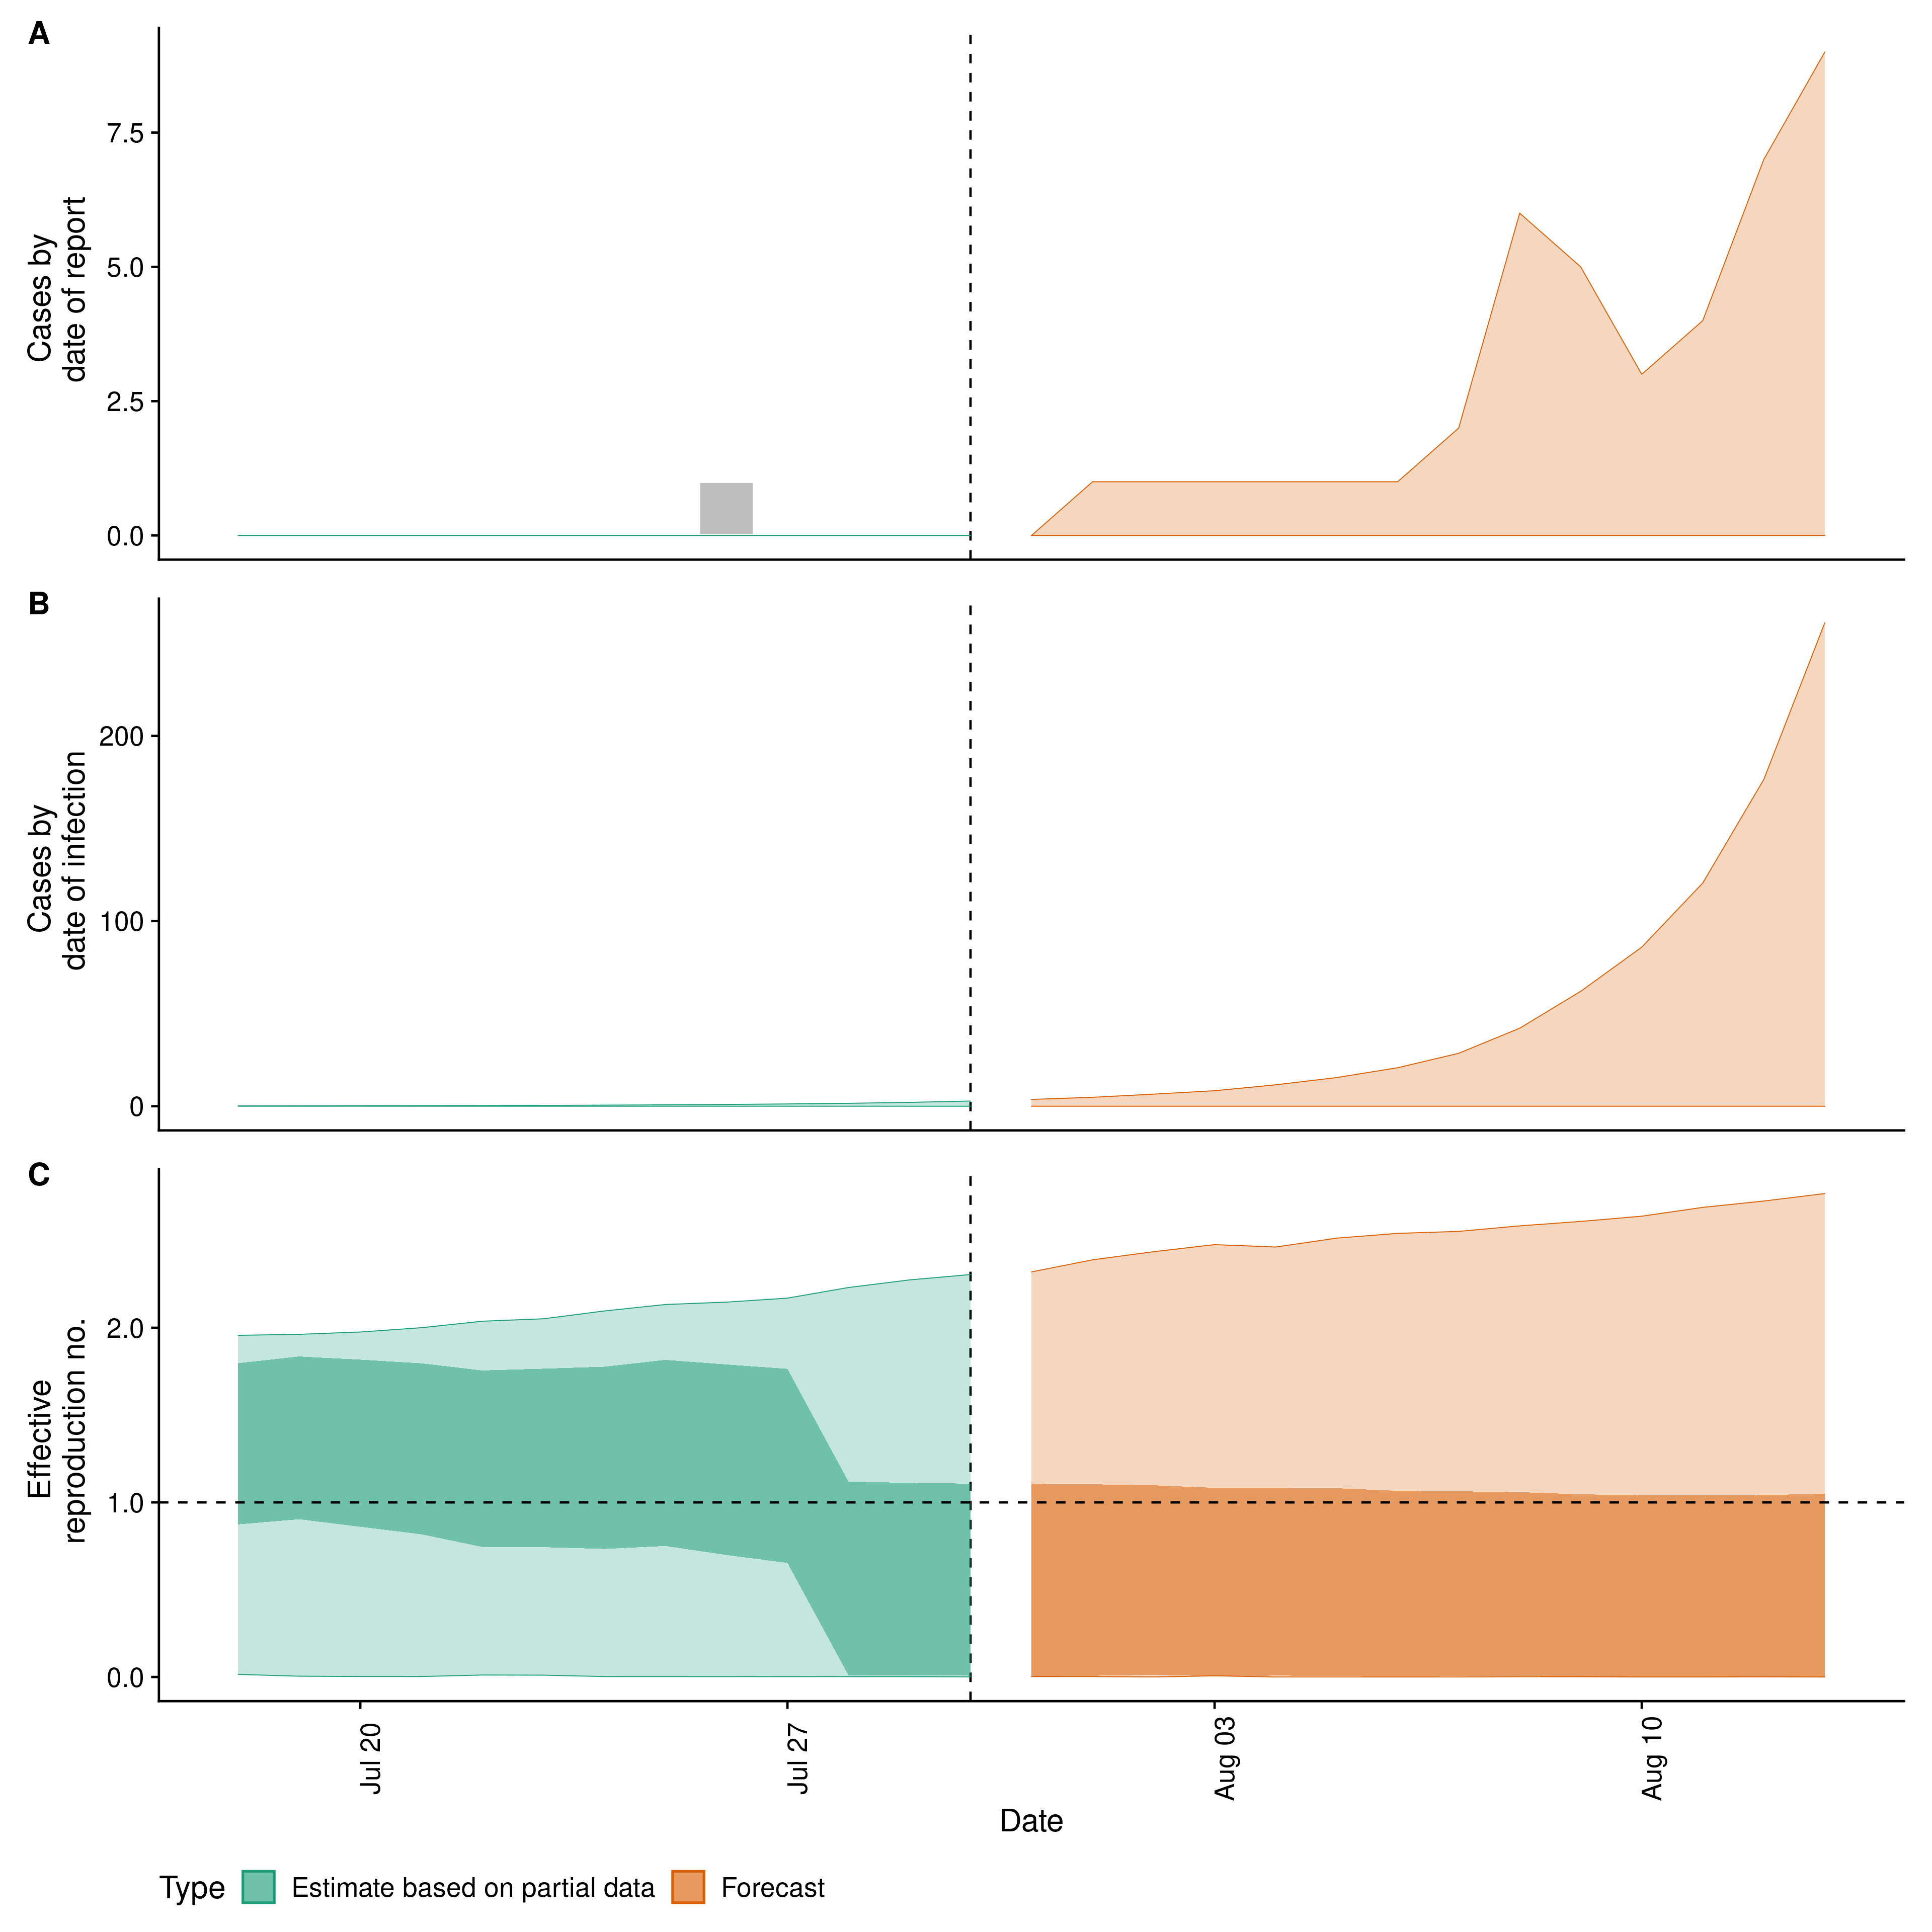 A
Cases by
date of report
7.5
5.0
2.5
0.0
B
Cases by
date of infection
200
100
0
C
Effective
reproduction no.
2.0
1.0
0.0
Jul 20
Jul 27
Aug 03
Aug 10
Date
Type
Estimate based on partial data
Forecast